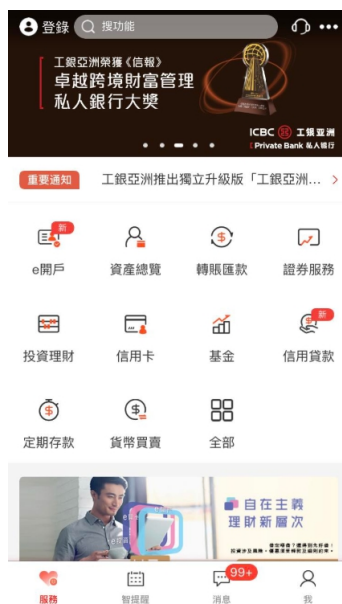 登錄
搜功能
工銀亞洲榮獲《信報》
卓越跨境財富管理
私人銀行大獎
ICBC 工銀亞洲
Private Bank 私人銀行
重要通知
工銀亞洲推出獨立升級版「工銀亞洲...
新
e開戶
資產總覽
轉賬匯款
證券服務
投資理財
信用卡
基金
新
信用貸款
定期存款
貨幣買賣
全部
自在主義
理財新層次
服務
智提醒
99+
消息
我